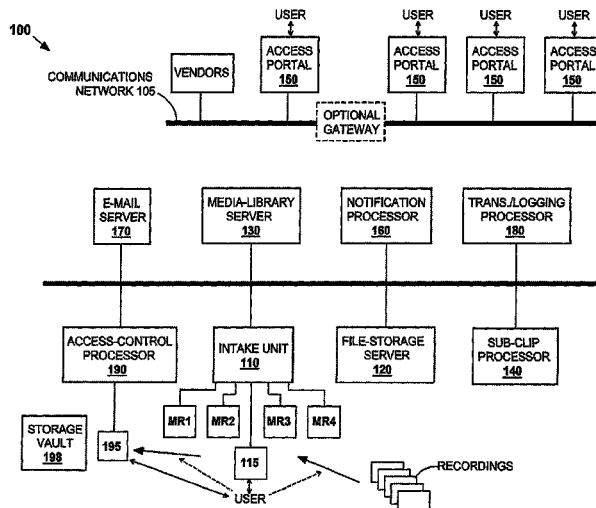 100
USER
USER
USER
USER
VENDORS
ACCESS
PORTAL
150
ACCESS
PORTAL
150
ACCESS
PORTAL
150
ACCESS
PORTAL
150
COMMUNICATIONS
NETWORK 105
OPTIONAL
GATEWAY
E-MAIL
SERVER
170
MEDIA-LIBRARY
SERVER
130
NOTIFICATION
PROCESSOR
160
TRANS./LOGGING
PROCESSOR
180
ACCESS-CONTROL
PROCESSOR
190
INTAKE UNIT
110
FILE-STORAGE
SERVER
120
SUB-CLIP
PROCESSOR
140
MR1
MR2
MR3
MR4
STORAGE
VAULT
198
195
115
USER
RECORDINGS